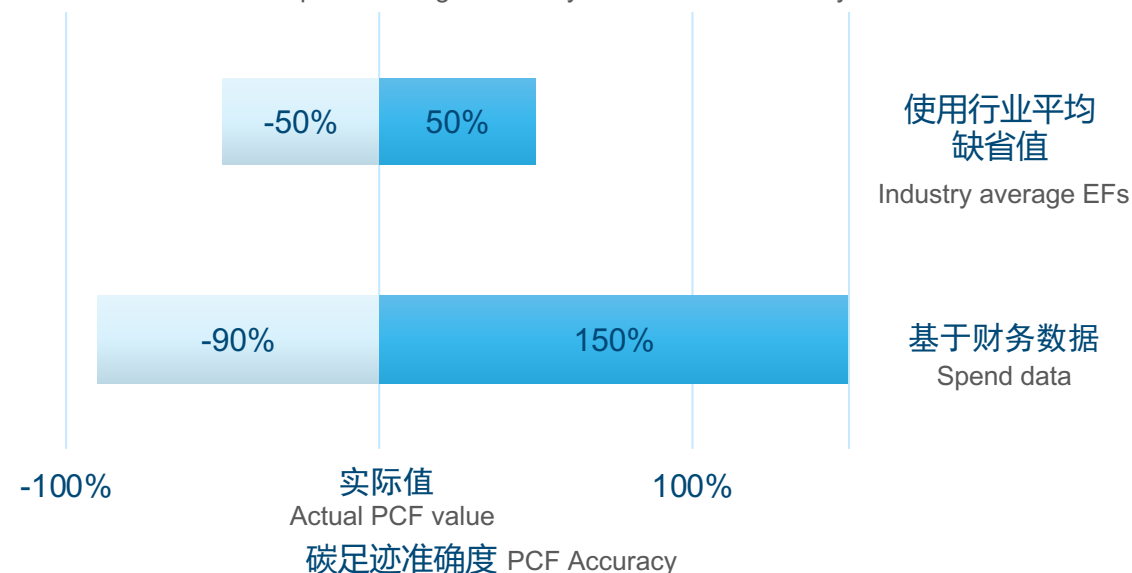 -50%
50%
使用行业平均
缺省值
Industry average EFs
-90%
150%
基于财务数据
Spend data
-100%
实际值
100%
Actual PCF value
碳足迹准确度 PCF Accuracy